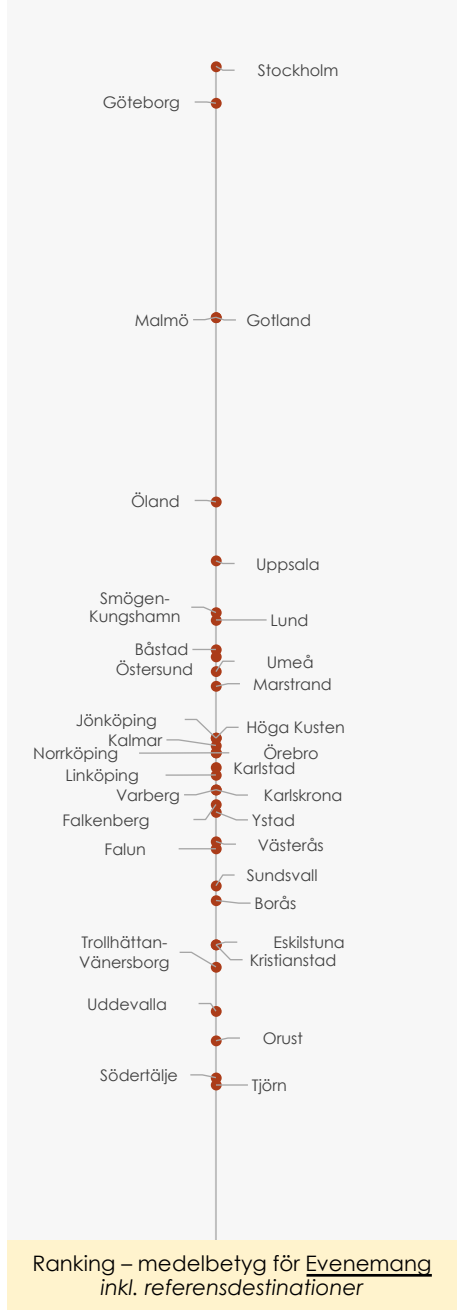 Stockholm
Göteborg
Malmö
Gotland
Öland
Uppsala
Smögen-
Kungshamn
Lund
Båstad
Östersund
Umeå
Marstrand
Jönköping
Höga Kusten
Kalmar
Norrköping
Örebro
Karlstad
Linköping
Varberg
Karlskrona
Falkenberg
Ystad
Västerås
Falun
Sundsvall
Borås
Trollhättan-
Vänersborg
Eskilstuna
Kristianstad
Uddevalla
Orust
Södertälje
Tjörn
Ranking – medelbetyg för Evenemang
inkl. referensdestinationer